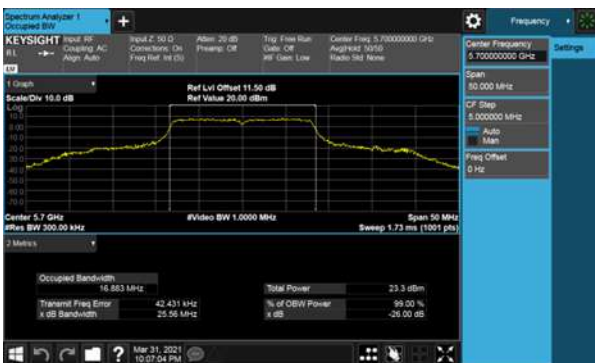 Spectrum Analyzer 1
Occupied BW
+
Frequency
KEYSIGHT
Input: RF
Coupling: AC
Align: Auto
Input Z: 50 Ω
Corrections: On
Freq Ref: Int (S)
Atten: 20 dB
Preamp: Off
Trig: Free Run
Gate: Off
#IF Gain: Low
Center Freq: 5.700000000 GHz
Avg|Hold: 50/50
Radio Std: None
Center Frequency
5.700000000 GHz
Settings
Span
50.000 MHz
CF Step
5.000000 MHz
Auto
Man
Freq Offset
0 Hz
1 Graph
Scale/Div 10.0 dB
Ref Lvl Offset 11.50 dB
Ref Value 20.00 dBm
Log
10.0
0.00
-10.0
-20.0
-30.0
-40.0
-50.0
-60.0
-70.0
Center 5.7 GHz
#Res BW 300.00 kHz
#Video BW 1.0000 MHz
Span 50 MHz
Sweep 1.73 ms (1001 pts)
2 Metrics
Occupied Bandwidth
16.883 MHz
Total Power
23.3 dBm
Transmit Freq Error
42.431 kHz
% of OBW Power
99.00 %
x dB Bandwidth
25.56 MHz
x dB
-26.00 dB
?
Mar 31, 2021
10:07:04 PM